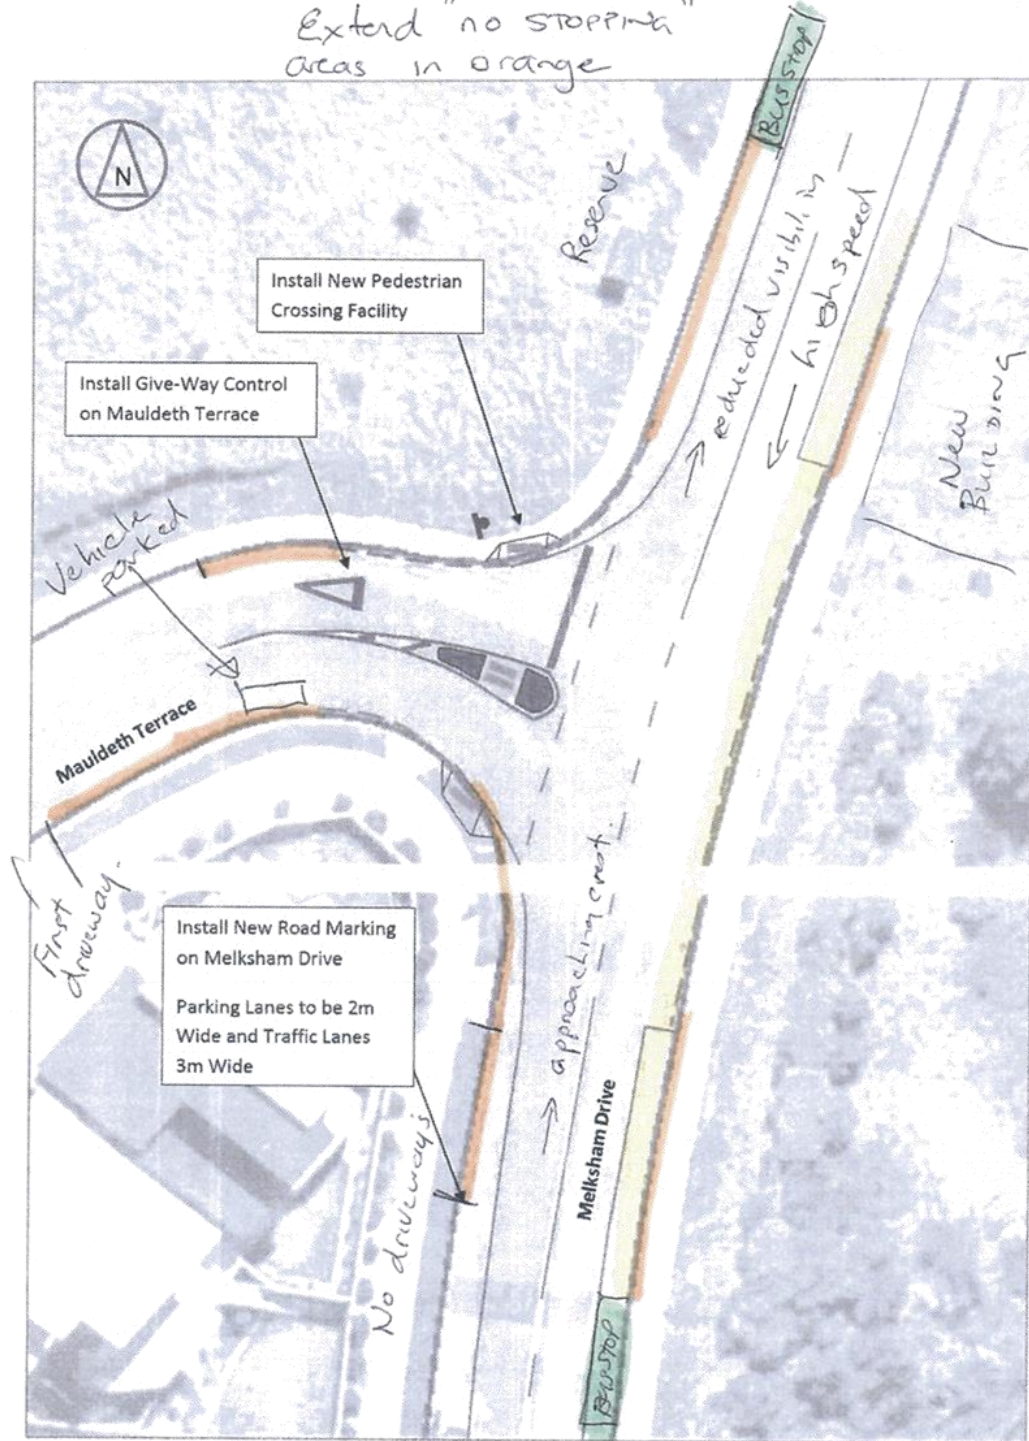 Extend "no STOPPING"
areas in orange
BUS STOP
N
Reserve
Install New Pedestrian
Crossing Facility
reduced visibility
high speed
Install Give-Way Control
on Mauldeth Terrace
New
BUILDING
Vehicle
parked
Mauldeth Terrace
First
driveway.
approaching crest.
Install New Road Marking
on Melksham Drive
Parking Lanes to be 2m
Wide and Traffic Lanes
3m Wide
Melksham Drive
No driveways
BUS STOP